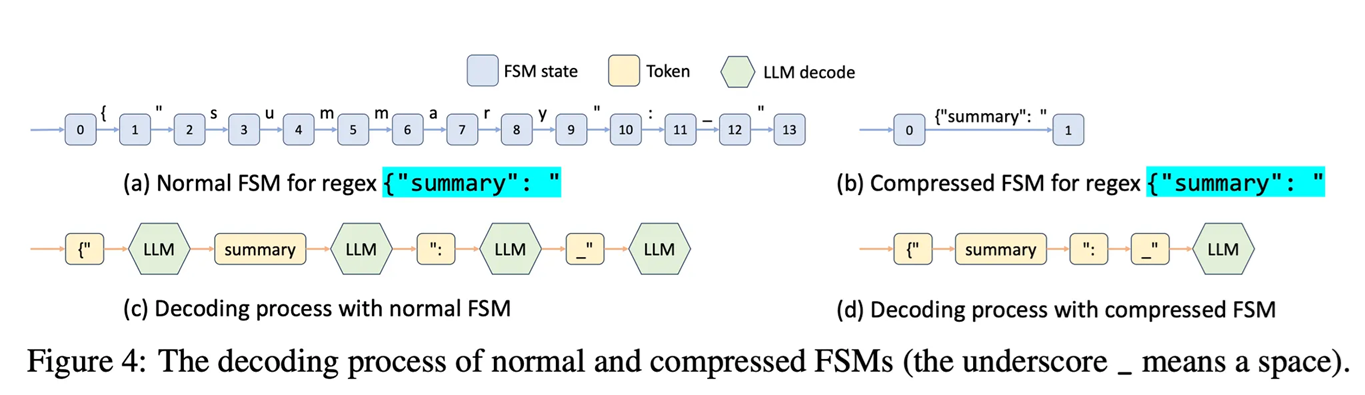 FSM state Token LLM decode
{ " s u m m a r y " : _ "
0 1 2 3 4 5 6 7 8 9 10 11 12 13
{"summary": "
0 1
(a) Normal FSM for regex {"summary": "
(b) Compressed FSM for regex {"summary": "
{" LLM summary LLM ": LLM _" LLM
{" summary ": _" LLM
(c) Decoding process with normal FSM
(d) Decoding process with compressed FSM
Figure 4: The decoding process of normal and compressed FSMs (the underscore _ means a space).